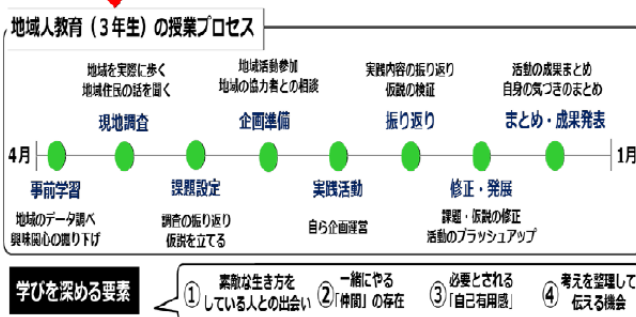 地域人教育（３年生）の授業プロセス
地域を実際に歩く
地域住民の話を聞く
現地調査
地域活動参加
地域の協力者との相談
企画準備
実践内容の振り返り
仮説の検証
振り返り
活動の成果まとめ
自身の気づきのまとめ
まとめ・成果発表
4月
1月
事前学習
地域のデータ調べ
興味関心の掘り下げ
課題設定
調査の振り返り
仮説を立てる
実践活動
自ら企画運営
修正・発展
課題・仮説の修正
活動のブラッシュアップ
学びを深める要素
① 素敵な生き方を
している人との出会い
② 一緒にやる
「仲間」の存在
③ 必要とされる
「自己有用感」
④ 考えを整理して
伝える機会